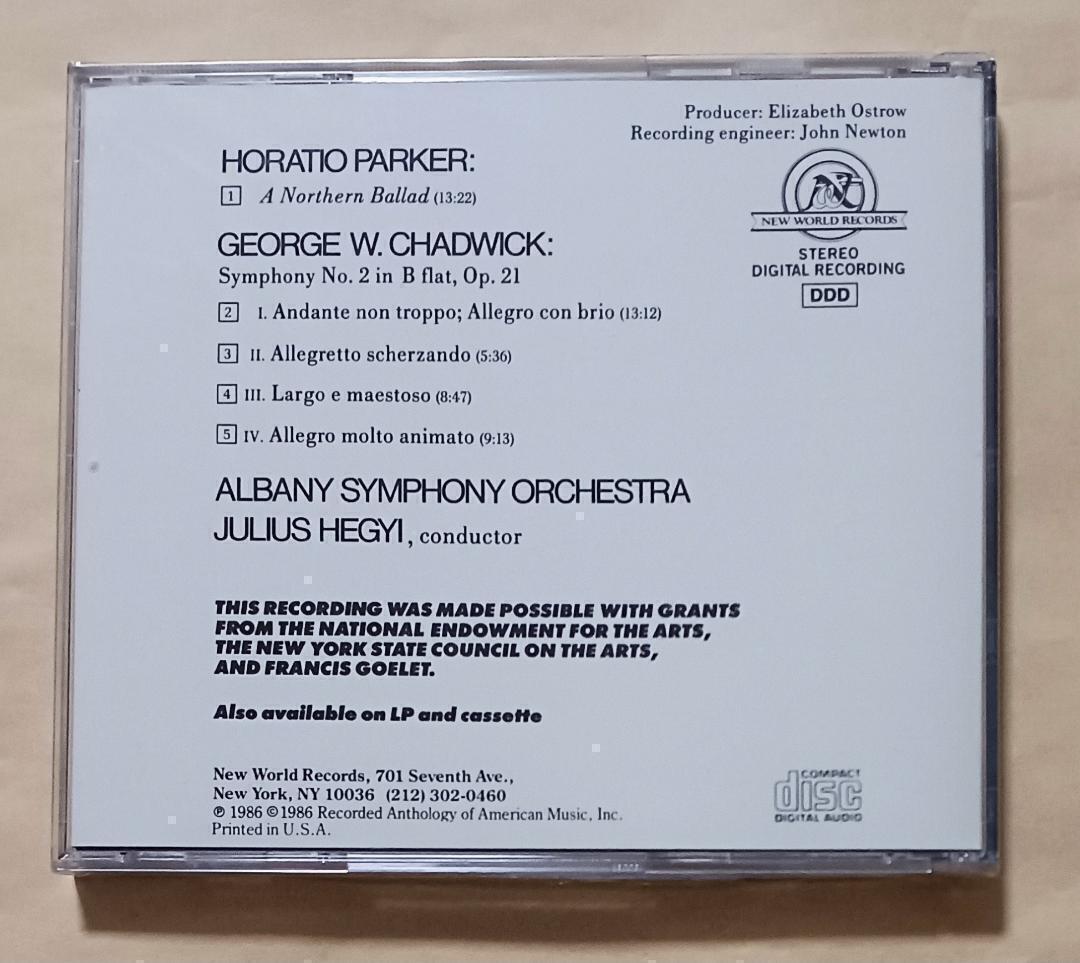 Producer: Elizabeth Ostrow
Recording engineer: John Newton
NEW WORLD RECORDS
STEREO
DIGITAL RECORDING
DDD
HORATIO PARKER:
1 A Northern Ballad (13:22)
GEORGE W. CHADWICK:
Symphony No. 2 in B flat, Op. 21
2 I. Andante non troppo; Allegro con brio (13:12)
3 II. Allegretto scherzando (5:36)
4 III. Largo e maestoso (8:47)
5 IV. Allegro molto animato (9:13)
ALBANY SYMPHONY ORCHESTRA
JULIUS HEGYI, conductor
THIS RECORDING WAS MADE POSSIBLE WITH GRANTS
FROM THE NATIONAL ENDOWMENT FOR THE ARTS,
THE NEW YORK STATE COUNCIL ON THE ARTS,
AND FRANCIS GOELET.
Also available on LP and cassette
New World Records, 701 Seventh Ave.,
New York, NY 10036 (212) 302-0460
℗ 1986 © 1986 Recorded Anthology of American Music, Inc.
Printed in U.S.A.
COMPACT
disc
DIGITAL AUDIO